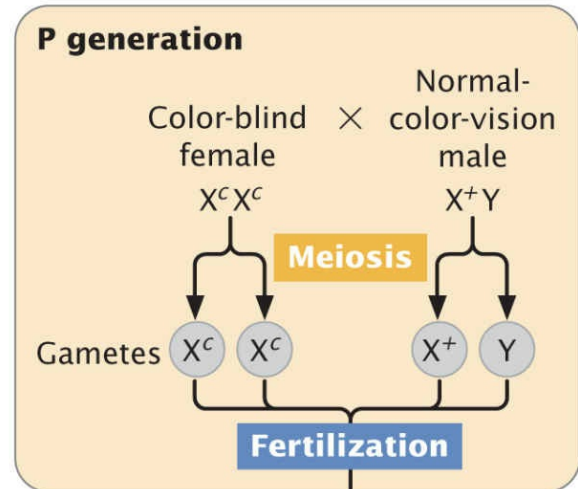 P generation
Color-blind female × Normal-color-vision male
XᶜXᶜ X⁺Y
Meiosis
Gametes Xᶜ Xᶜ X⁺ Y
Fertilization